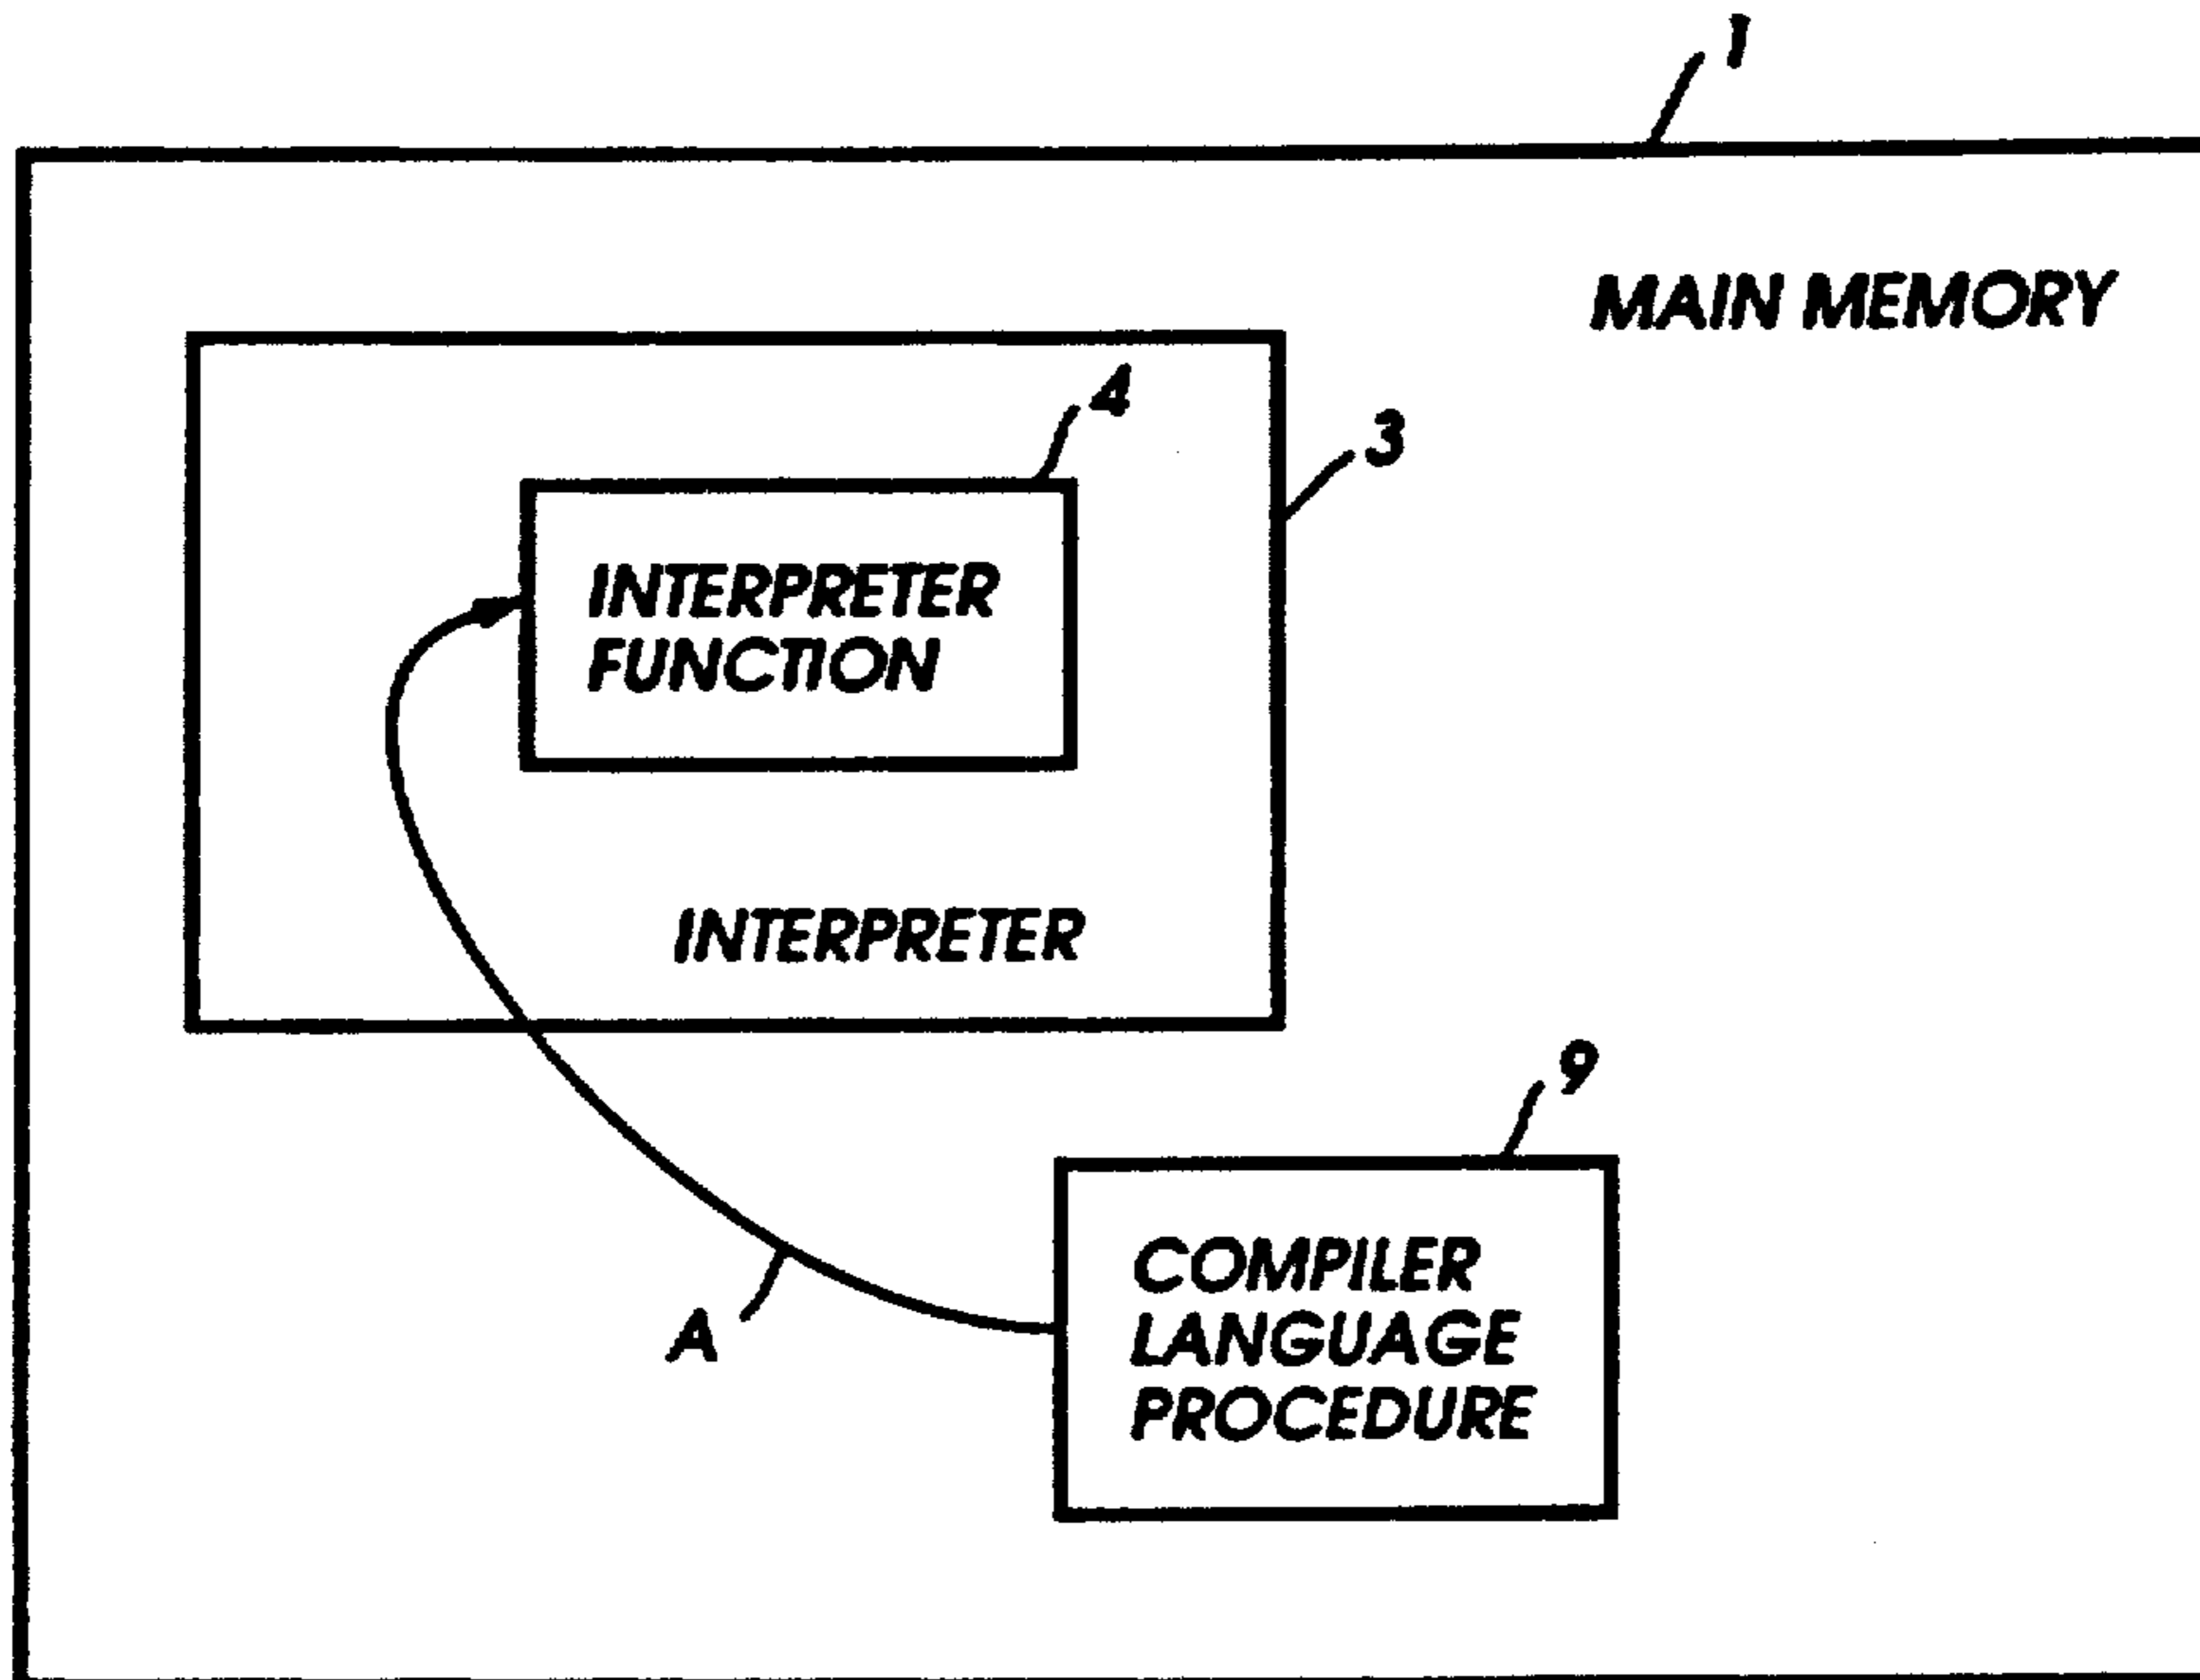 1
MAIN MEMORY
4
3
INTERPRETER
FUNCTION
INTERPRETER
9
COMPILER
LANGUAGE
PROCEDURE
A